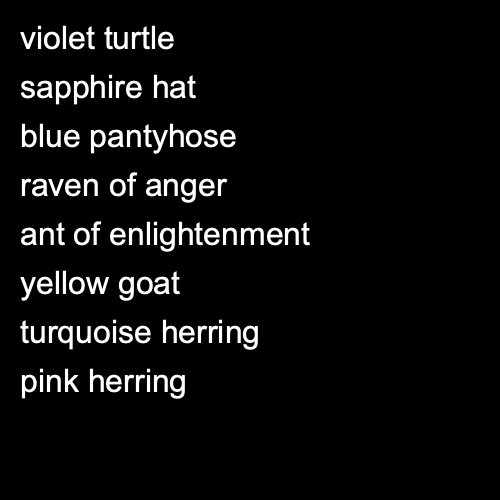 violet turtle
sapphire hat
blue pantyhose
raven of anger
ant of enlightenment
yellow goat
turquoise herring
pink herring